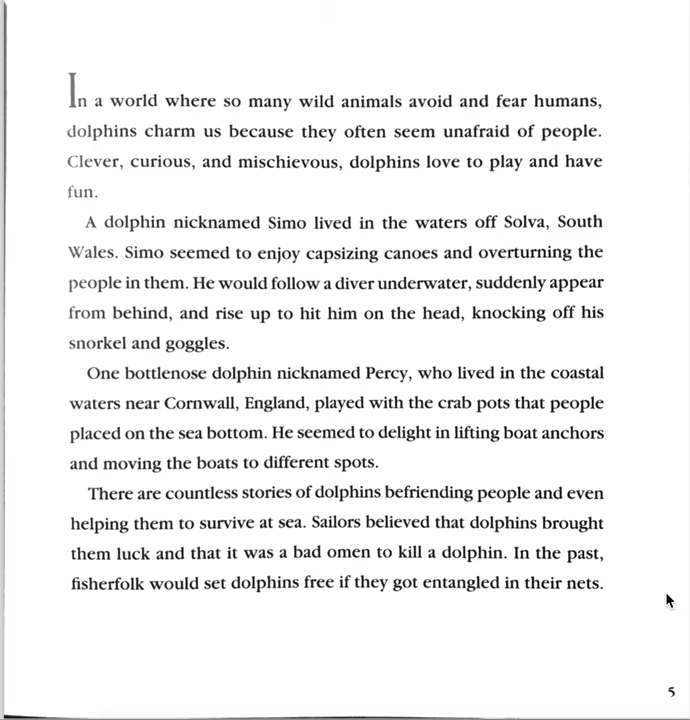 In a world where so many wild animals avoid and fear humans,
dolphins charm us because they often seem unafraid of people.
Clever, curious, and mischievous, dolphins love to play and have
fun.
A dolphin nicknamed Simo lived in the waters off Solva, South
Wales. Simo seemed to enjoy capsizing canoes and overturning the
people in them. He would follow a diver underwater, suddenly appear
from behind, and rise up to hit him on the head, knocking off his
snorkel and goggles.
One bottlenose dolphin nicknamed Percy, who lived in the coastal
waters near Cornwall, England, played with the crab pots that people
placed on the sea bottom. He seemed to delight in lifting boat anchors
and moving the boats to different spots.
There are countless stories of dolphins befriending people and even
helping them to survive at sea. Sailors believed that dolphins brought
them luck and that it was a bad omen to kill a dolphin. In the past,
fisherfolk would set dolphins free if they got entangled in their nets.
5